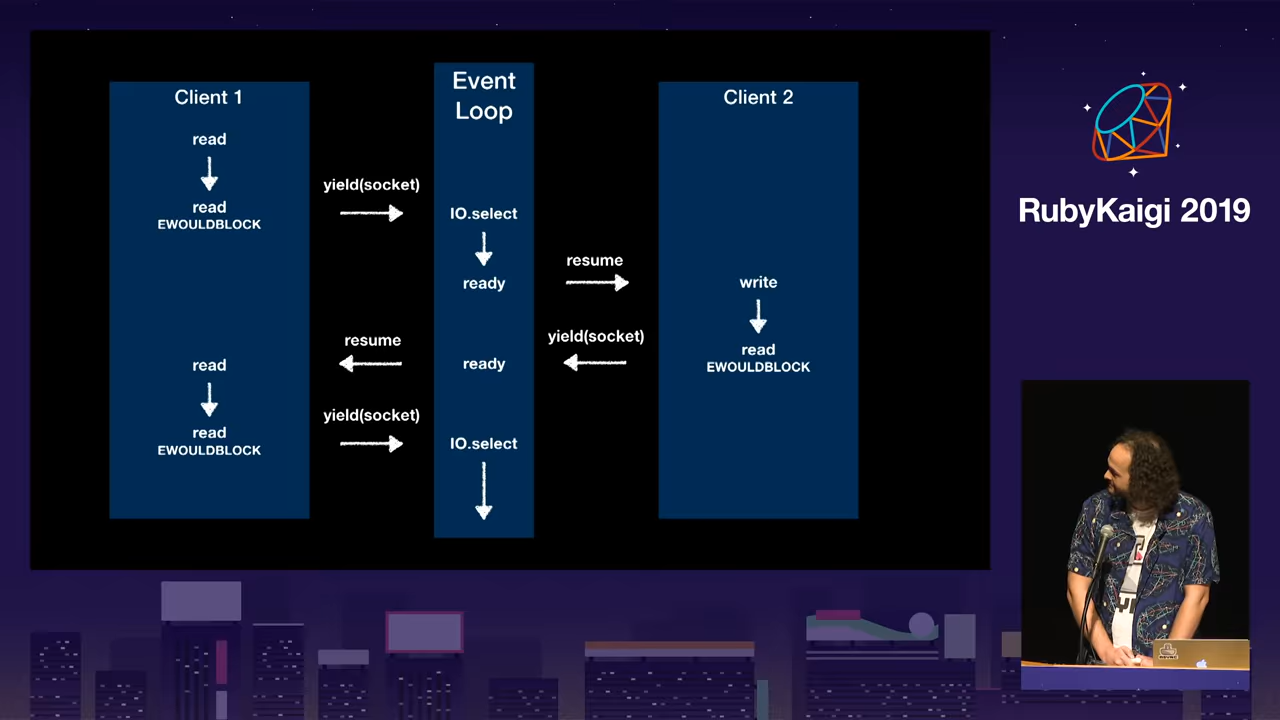 Client 1
read
read
EWOULDBLOCK
yield(socket)
Event
Loop
IO.select
ready
resume
Client 2
write
read
EWOULDBLOCK
yield(socket)
ready
resume
read
read
EWOULDBLOCK
yield(socket)
IO.select
RubyKaigi 2019